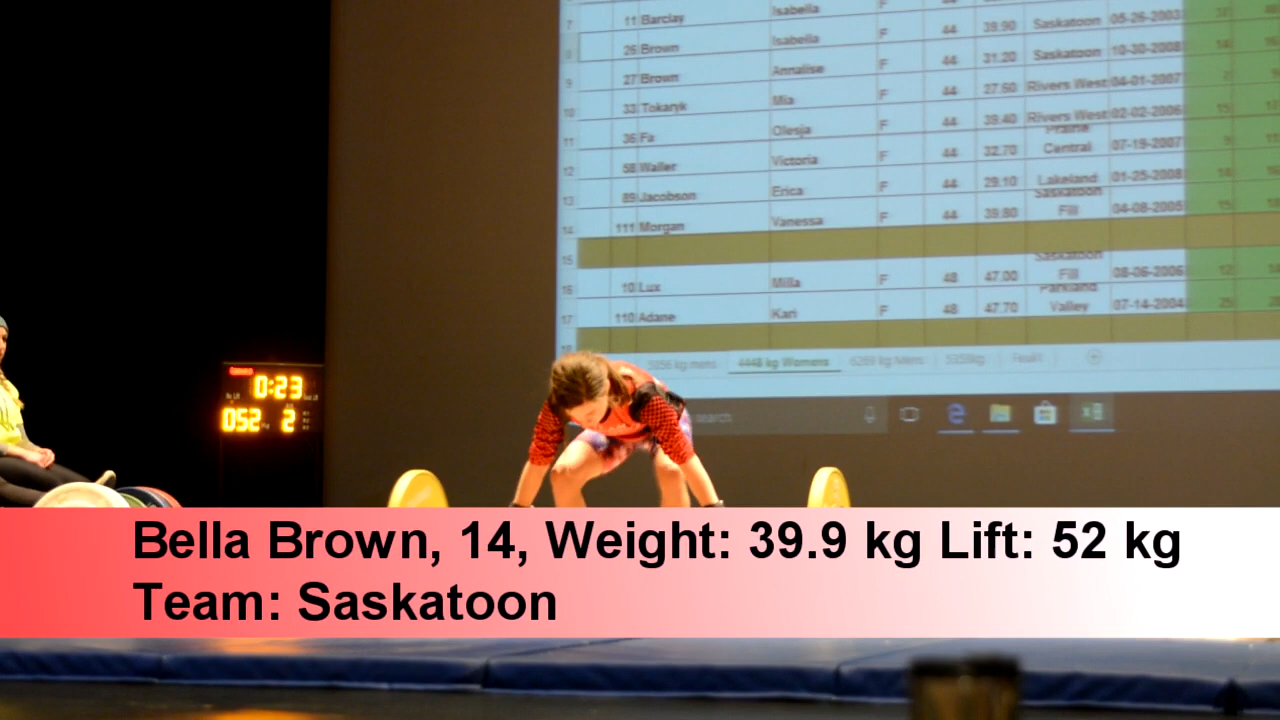 11 Barclay Isabella
26 Brown Isabella F 44 39.90 Saskatoon 05-26-2003
27 Brown Annalise F 44 31.20 Saskatoon 10-30-2008
33 Tokaryk Mia F 44 27.60 Rivers West 04-01-2007
36 Fa Olesja F 44 39.40 Rivers West 02-02-2006
58 Waller Victoria F 44 32.70 Prairie Central 07-19-2007
89 Jacobson Erica F 44 29.10 Lakeland 01-25-2008
111 Morgan Vanessa F 44 39.80 Saskatoon Fill 04-08-2005
10 Lux Milla F 48 47.00 Saskatoon Fill 08-06-2006
110 Adane Kari F 48 47.70 Parkland Valley 07-14-2004
kg mens 4448 kg Womens kg Mens
search
0:23
052 2
Bella Brown, 14, Weight: 39.9 kg Lift: 52 kg
Team: Saskatoon